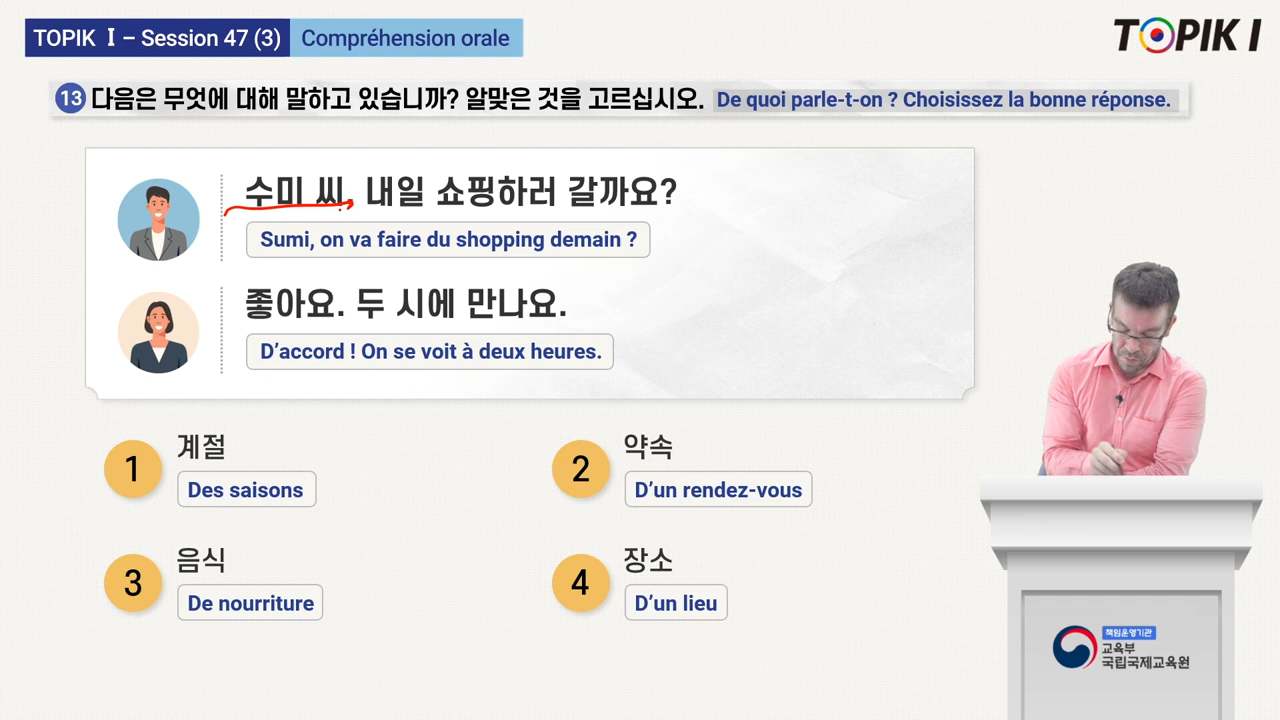 TOPIK Ⅰ – Session 47 (3) Compréhension orale
TOPIK I
13 다음은 무엇에 대해 말하고 있습니까? 알맞은 것을 고르십시오. De quoi parle-t-on ? Choisissez la bonne réponse.
수미 씨, 내일 쇼핑하러 갈까요?
Sumi, on va faire du shopping demain ?
좋아요. 두 시에 만나요.
D’accord ! On se voit à deux heures.
1 계절
Des saisons
2 약속
D’un rendez-vous
3 음식
De nourriture
4 장소
D’un lieu
책임운영기관
교육부
국립국제교육원